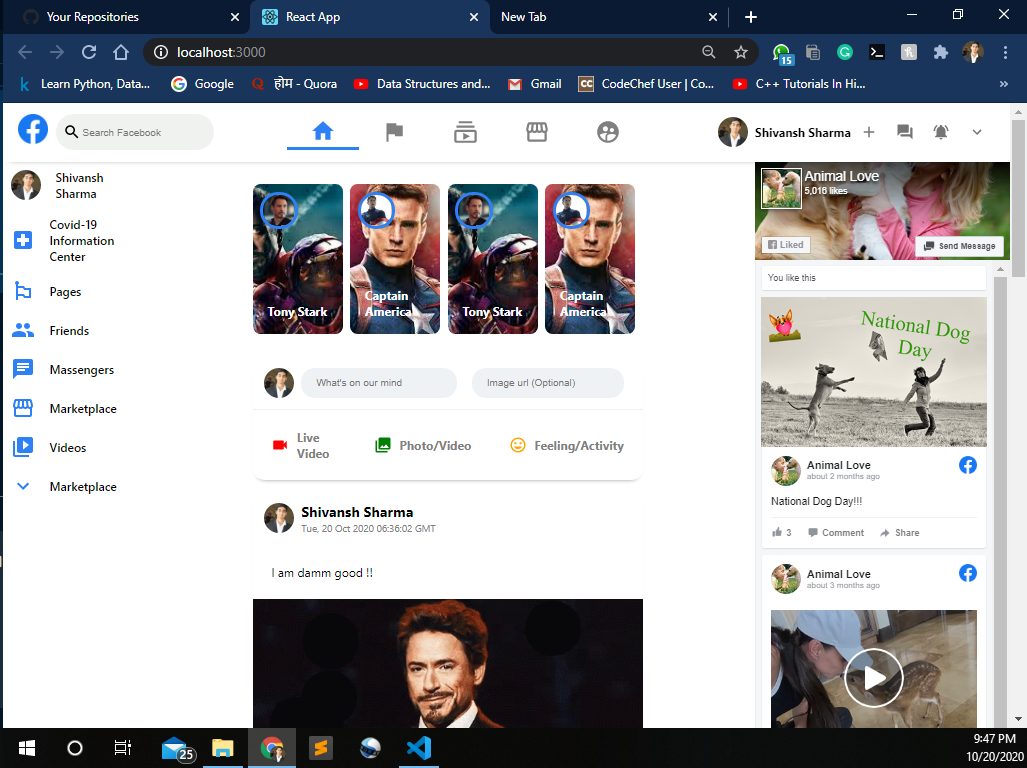 Your Repositories
React App
New Tab
localhost:3000
15
Learn Python, Data...
Google
होम - Quora
Data Structures and...
Gmail
CC
CodeChef User | Co...
C++ Tutorials In Hi...
»
Search Facebook
Shivansh Sharma
Shivansh
Sharma
Covid-19
Information
Center
Pages
Friends
Massengers
Marketplace
Videos
Marketplace
Tony Stark
Captain
America
Tony Stark
Captain
America
What's on our mind
Image url (Optional)
Live
Video
Photo/Video
Feeling/Activity
Shivansh Sharma
Tue, 20 Oct 2020 06:36:02 GMT
I am damm good !!
Animal Love
5,016 likes
Liked
Send Message
You like this
National Dog
Day
Animal Love
about 2 months ago
National Dog Day!!!
3
Comment
Share
Animal Love
about 3 months ago
25
9:47 PM
10/20/2020